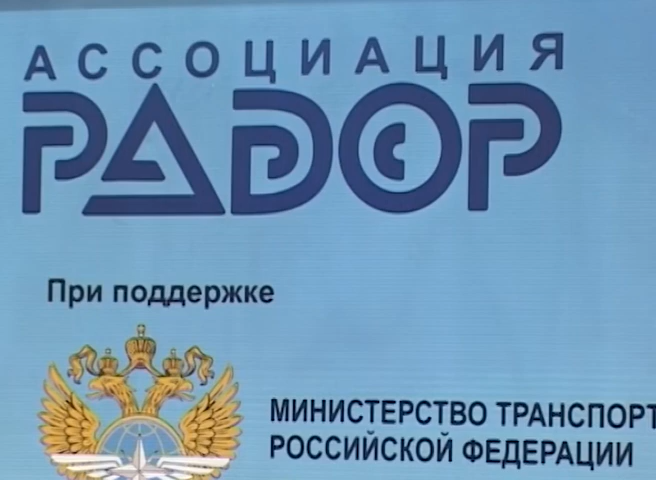 АССОЦИАЦИЯ
РАДОР
При поддержке
МИНИСТЕРСТВО ТРАНСПОРТ
РОССИЙСКОЙ ФЕДЕРАЦИИ